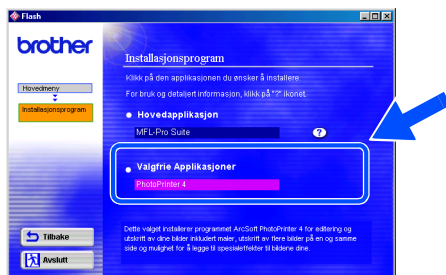 Flash
brother
Installasjonsprogram
Klikk på den applikasjonen du ønsker å installere.
For bruk og detaljert informasjon, klikk på"?" ikonet.
Hovedmeny
Installasjonsprogram
Hovedapplikasjon
MFL-Pro Suite
?
Valgfrie Applikasjoner
PhotoPrinter 4
Dette valget installerer programmet ArcSoft PhotoPrinter 4 for editering og
utskrift av dine bilder inkludert maler, utskrift av flere bilder på en og samme
side og mulighet for å legge til spesialeffekter til bildene dine.
Tilbake
Avslutt